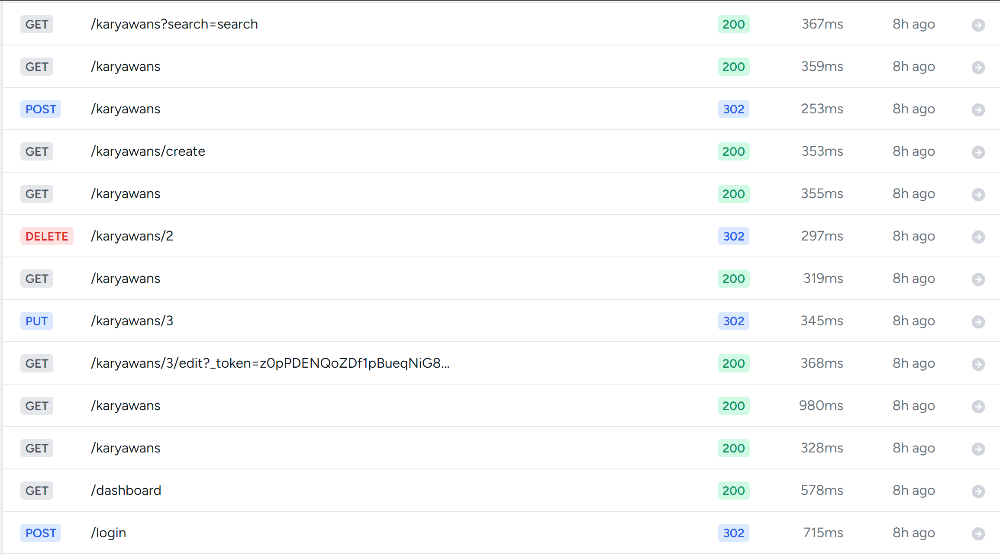 GET /karyawans?search=search 200 367ms 8h ago
GET /karyawans 200 359ms 8h ago
POST /karyawans 302 253ms 8h ago
GET /karyawans/create 200 353ms 8h ago
GET /karyawans 200 355ms 8h ago
DELETE /karyawans/2 302 297ms 8h ago
GET /karyawans 200 319ms 8h ago
PUT /karyawans/3 302 345ms 8h ago
GET /karyawans/3/edit?_token=z0pPDENQoZDf1pBueqNiG8... 200 368ms 8h ago
GET /karyawans 200 980ms 8h ago
GET /karyawans 200 328ms 8h ago
GET /dashboard 200 578ms 8h ago
POST /login 302 715ms 8h ago